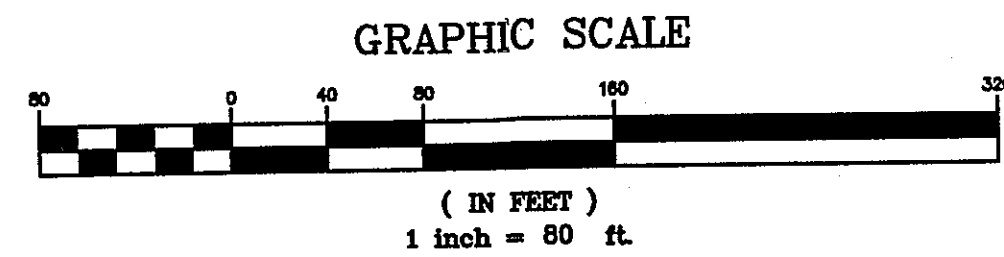 GRAPHIC SCALE
80 0 40 80 160 320
( IN FEET )
1 inch = 80 ft.